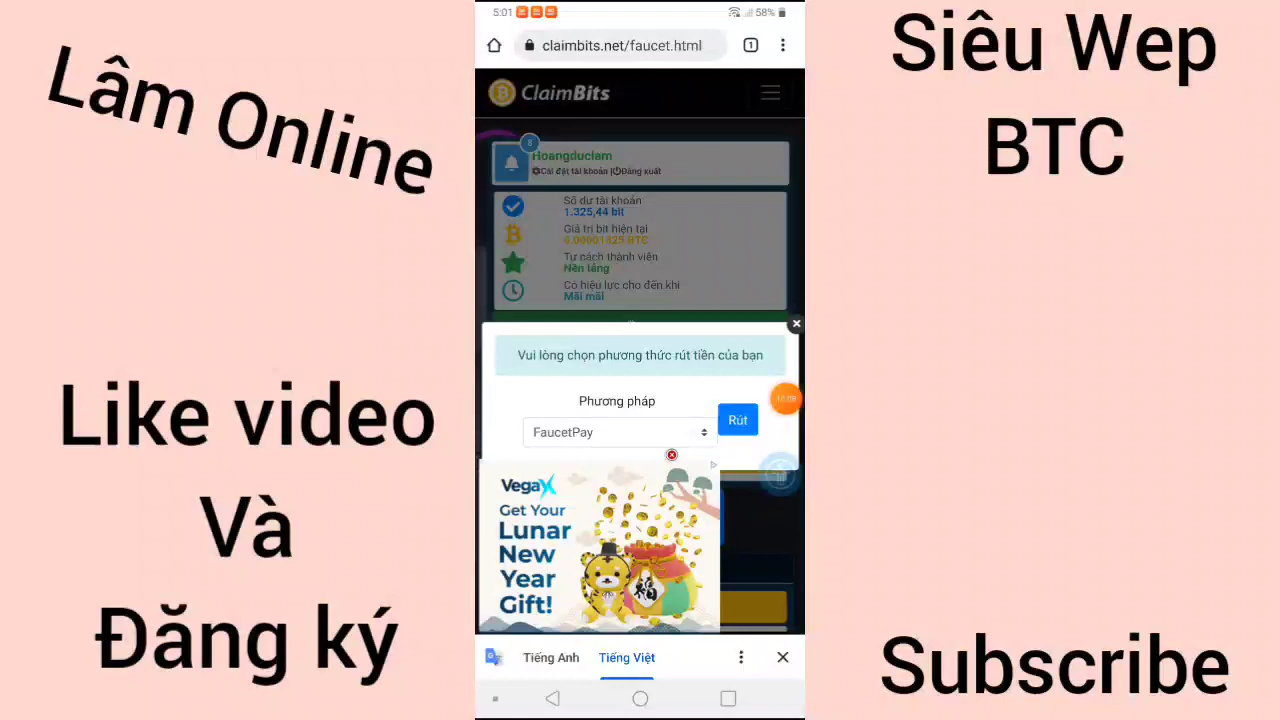 Lâm Online
Like video
Và
Đăng ký
5:01
58%
claimbits.net/faucet.html
1
ClaimBits
Hoangduclam
Cài đặt tài khoản | Đăng xuất
Số dư tài khoản
1.325,44 bit
Giá trị bit hiện tại
0.00001325 BTC
Tư cách thành viên
Nền tảng
Có hiệu lực cho đến khi
Mãi mãi
Vui lòng chọn phương thức rút tiền của bạn
Phương pháp
FaucetPay
Rút
VegaX
Get Your
Lunar
New
Year
Gift!
Tiếng Anh
Tiếng Việt
Siêu Wep
BTC
Subscribe